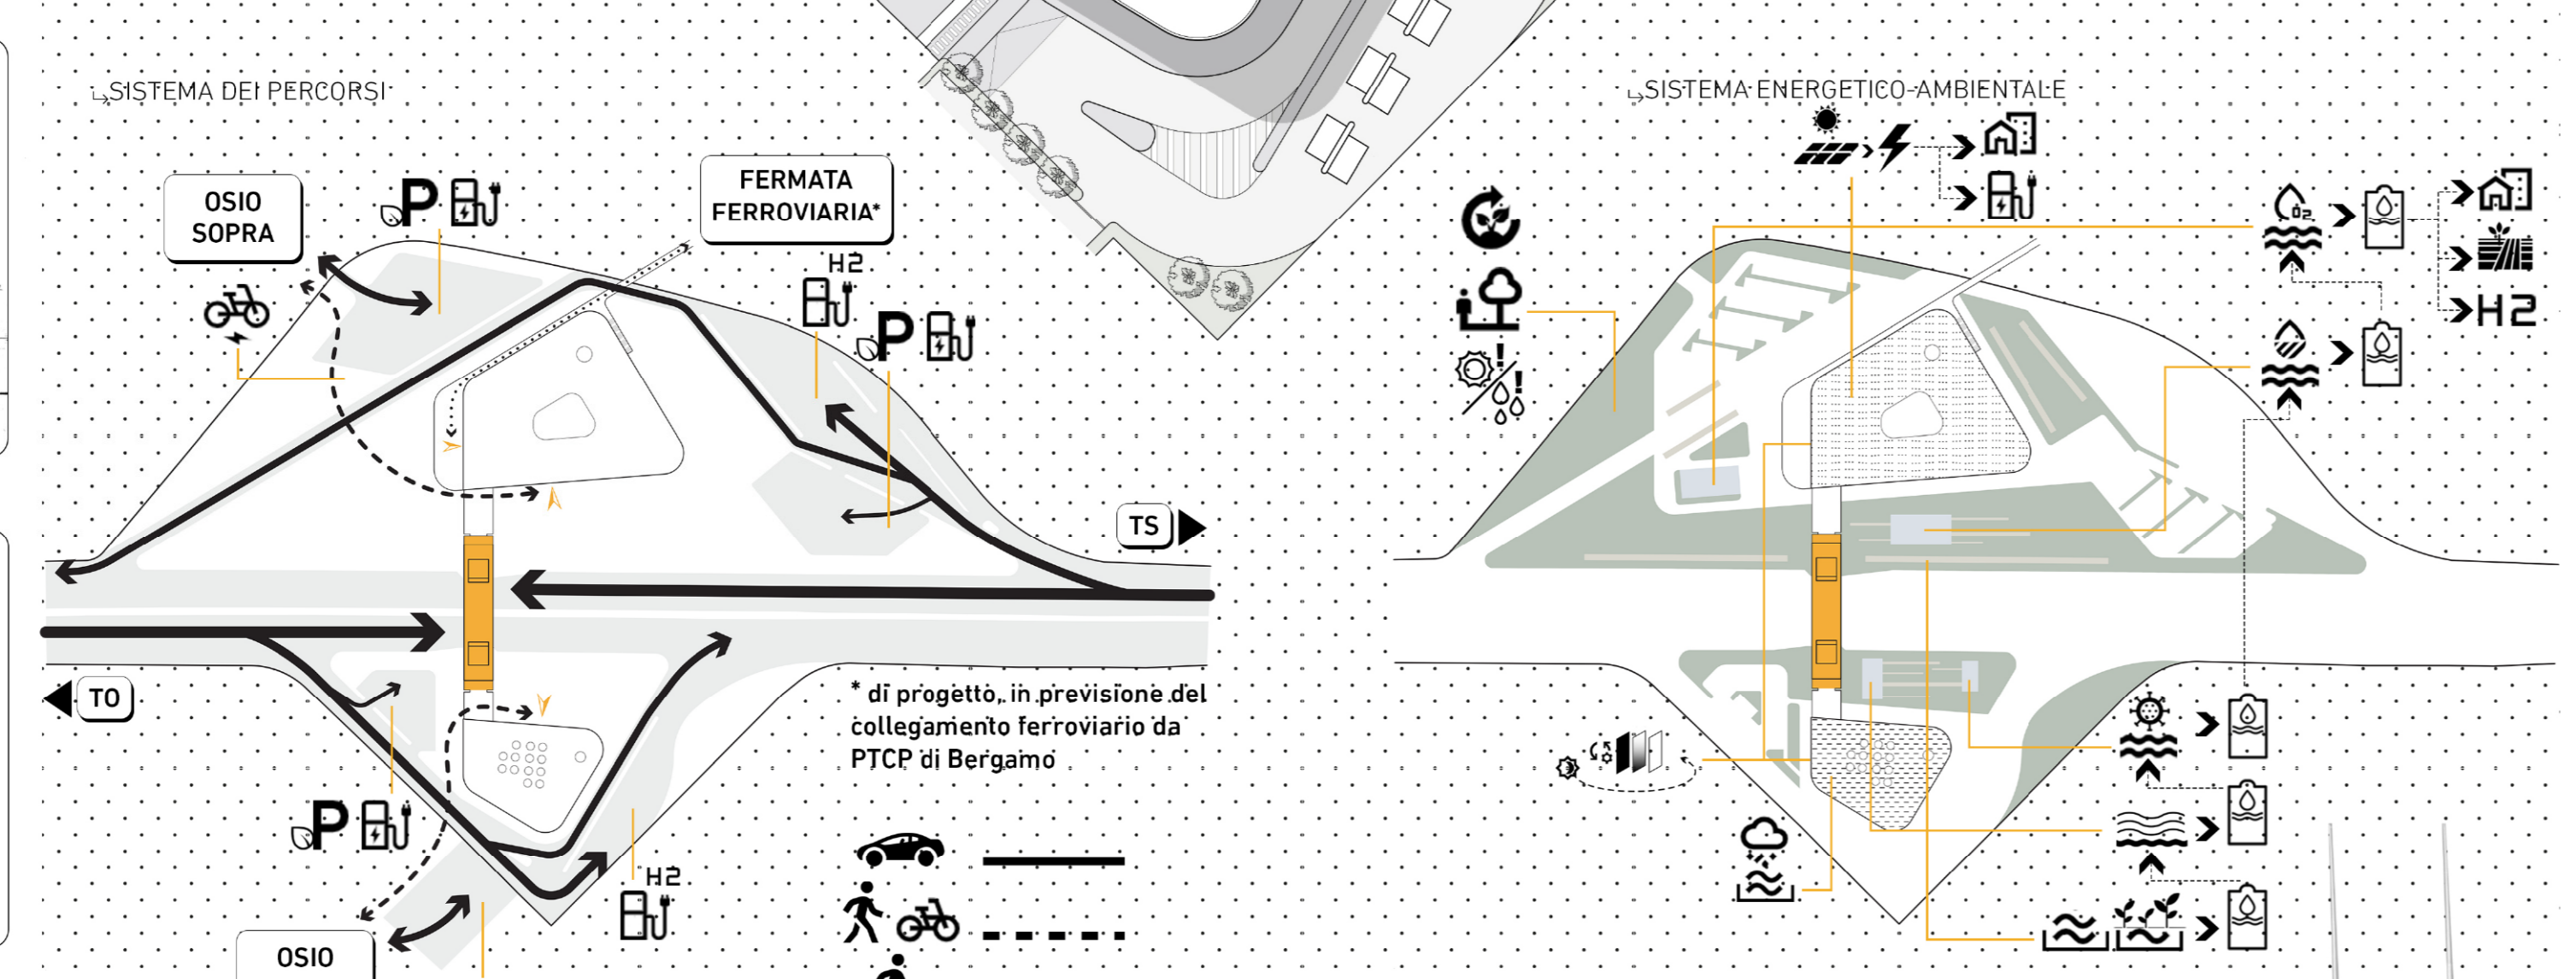 SISTEMA DEI PERCORSI
OSIO
SOPRA
P
FERMATA
FERROVIARIA*
H2
P
TS
TO
* di progetto, in previsione del
collegamento ferroviario da
PTCP di Bergamo
P
H2
OSIO
SISTEMA ENERGETICO-AMBIENTALE
O2
H2